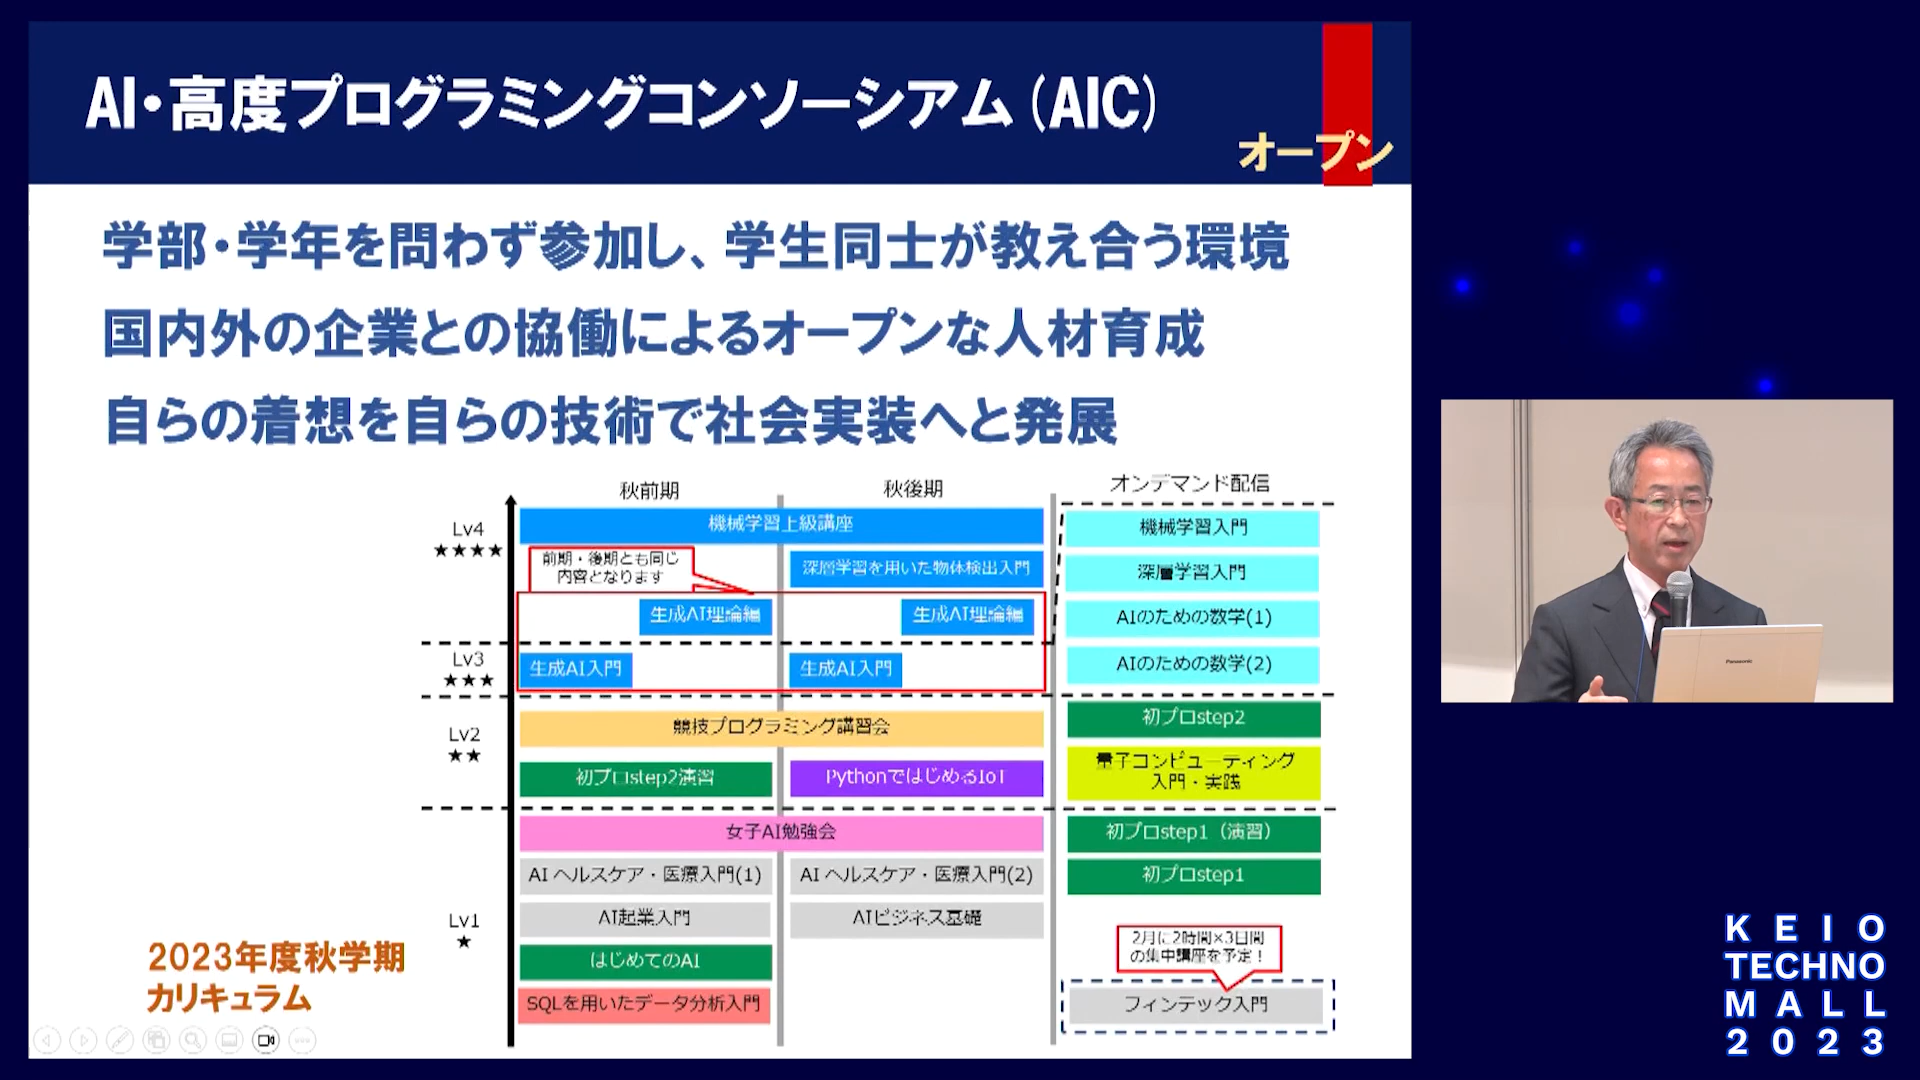 AI・高度プログラミングコンソーシアム(AIC)
オープン
学部・学年を問わず参加し、学生同士が教え合う環境
国内外の企業との協働によるオープンな人材育成
自らの着想を自らの技術で社会実装へと発展
秋前期
秋後期
オンデマンド配信
Lv4
★★★★
機械学習上級講座
機械学習入門
前期・後期とも同じ
内容となります
深層学習を用いた物体検出入門
深層学習入門
生成AI理論編
生成AI理論編
AIのための数学(1)
Lv3
★★★
生成AI入門
生成AI入門
AIのための数学(2)
Lv2
★★
競技プログラミング講習会
初プロstep2
初プロstep2演習
PythonではじめるIoT
量子コンピューティング
入門・実践
女子AI勉強会
初プロstep1（演習）
AI ヘルスケア・医療入門(1)
AI ヘルスケア・医療入門(2)
初プロstep1
Lv1
★
AI起業入門
AIビジネス基礎
はじめてのAI
2月に2時間×3日間
の集中講座を予定！
SQLを用いたデータ分析入門
フィンテック入門
2023年度秋学期
カリキュラム
Panasonic
KEIO
TECHNO
MALL
2023